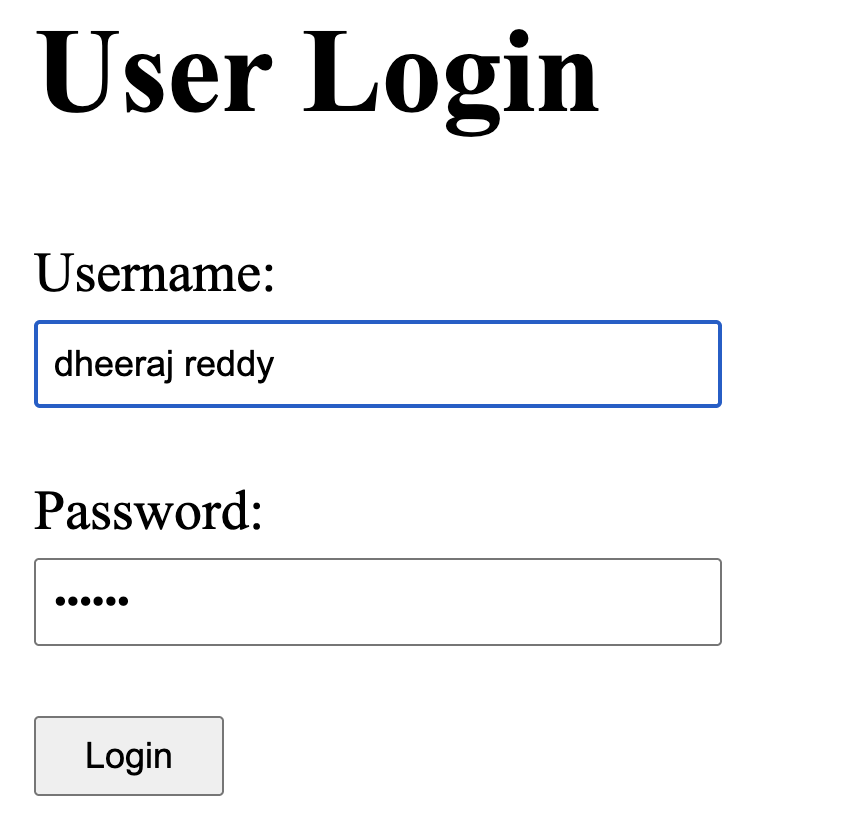 User Login
Username:
dheeraj reddy
Password:
••••••
Login